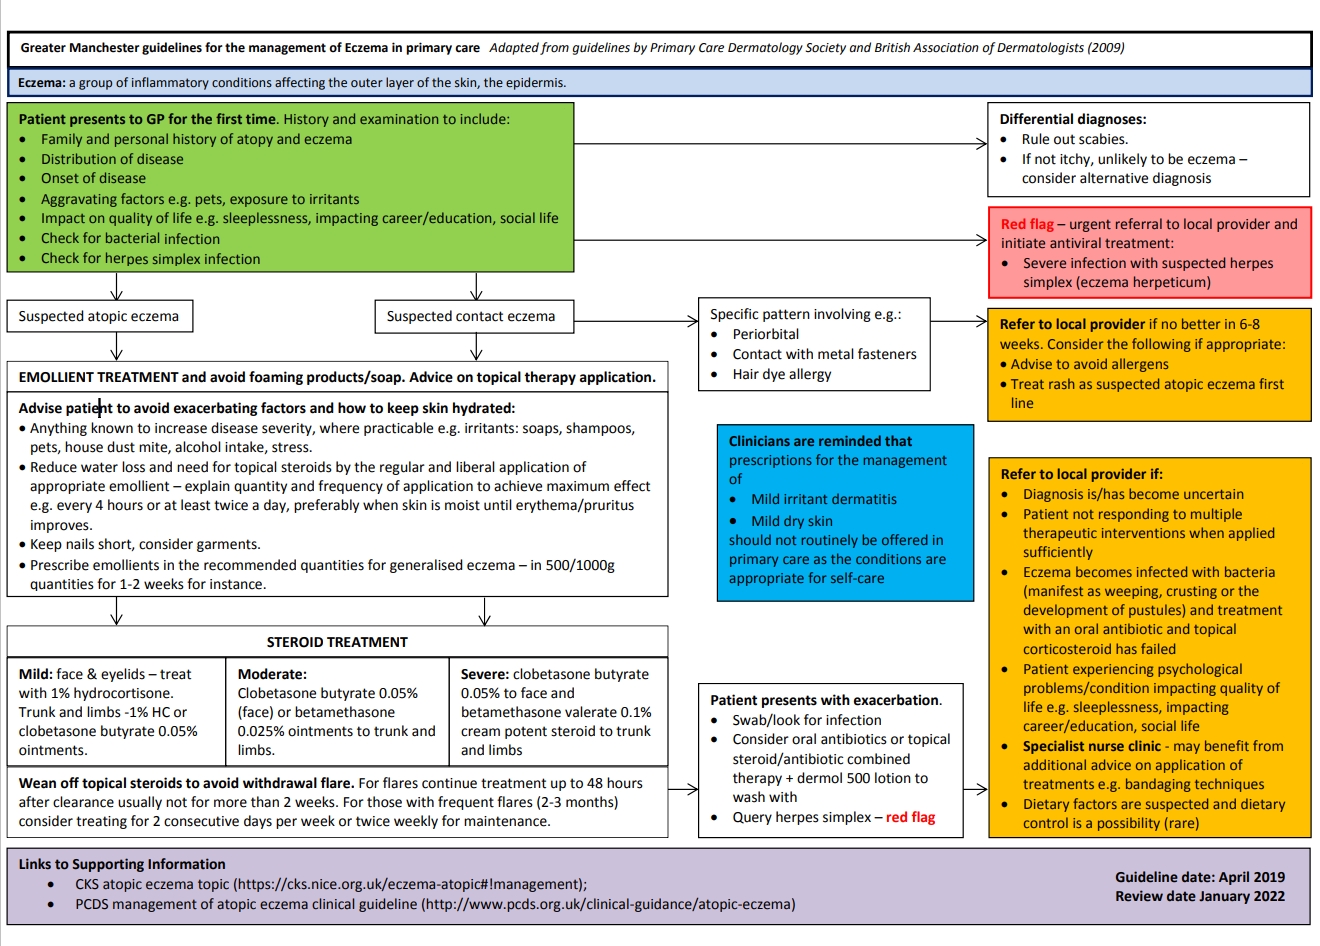 Greater Manchester guidelines for the management of Eczema in primary care Adapted from guidelines by Primary Care Dermatology Society and British Association of Dermatologists (2009)
Eczema: a group of inflammatory conditions affecting the outer layer of the skin, the epidermis.
Patient presents to GP for the first time. History and examination to include:
• Family and personal history of atopy and eczema
• Distribution of disease
• Onset of disease
• Aggravating factors e.g. pets, exposure to irritants
• Impact on quality of life e.g. sleeplessness, impacting career/education, social life
• Check for bacterial infection
• Check for herpes simplex infection
Differential diagnoses:
• Rule out scabies.
• If not itchy, unlikely to be eczema –
consider alternative diagnosis
Red flag – urgent referral to local provider and
initiate antiviral treatment:
• Severe infection with suspected herpes
simplex (eczema herpeticum)
Suspected atopic eczema
Suspected contact eczema
Specific pattern involving e.g.:
• Periorbital
• Contact with metal fasteners
• Hair dye allergy
Refer to local provider if no better in 6-8
weeks. Consider the following if appropriate:
• Advise to avoid allergens
• Treat rash as suspected atopic eczema first
line
EMOLLIENT TREATMENT and avoid foaming products/soap. Advice on topical therapy application.
Advise patient to avoid exacerbating factors and how to keep skin hydrated:
• Anything known to increase disease severity, where practicable e.g. irritants: soaps, shampoos,
pets, house dust mite, alcohol intake, stress.
• Reduce water loss and need for topical steroids by the regular and liberal application of
appropriate emollient – explain quantity and frequency of application to achieve maximum effect
e.g. every 4 hours or at least twice a day, preferably when skin is moist until erythema/pruritus
improves.
• Keep nails short, consider garments.
• Prescribe emollients in the recommended quantities for generalised eczema – in 500/1000g
quantities for 1-2 weeks for instance.
Clinicians are reminded that
prescriptions for the management
of
• Mild irritant dermatitis
• Mild dry skin
should not routinely be offered in
primary care as the conditions are
appropriate for self-care
Refer to local provider if:
• Diagnosis is/has become uncertain
• Patient not responding to multiple
therapeutic interventions when applied
sufficiently
• Eczema becomes infected with bacteria
(manifest as weeping, crusting or the
development of pustules) and treatment
with an oral antibiotic and topical
corticosteroid has failed
• Patient experiencing psychological
problems/condition impacting quality of
life e.g. sleeplessness, impacting
career/education, social life
• Specialist nurse clinic - may benefit from
additional advice on application of
treatments e.g. bandaging techniques
• Dietary factors are suspected and dietary
control is a possibility (rare)
STEROID TREATMENT
Mild: face & eyelids – treat
with 1% hydrocortisone.
Trunk and limbs -1% HC or
clobetasone butyrate 0.05%
ointments.
Moderate:
Clobetasone butyrate 0.05%
(face) or betamethasone
0.025% ointments to trunk and
limbs.
Severe: clobetasone butyrate
0.05% to face and
betamethasone valerate 0.1%
cream potent steroid to trunk
and limbs
Wean off topical steroids to avoid withdrawal flare. For flares continue treatment up to 48 hours
after clearance usually not for more than 2 weeks. For those with frequent flares (2-3 months)
consider treating for 2 consecutive days per week or twice weekly for maintenance.
Patient presents with exacerbation.
• Swab/look for infection
• Consider oral antibiotics or topical
steroid/antibiotic combined
therapy + dermol 500 lotion to
wash with
• Query herpes simplex – red flag
Links to Supporting Information
• CKS atopic eczema topic (https://cks.nice.org.uk/eczema-atopic#!management);
• PCDS management of atopic eczema clinical guideline (http://www.pcds.org.uk/clinical-guidance/atopic-eczema)
Guideline date: April 2019
Review date January 2022